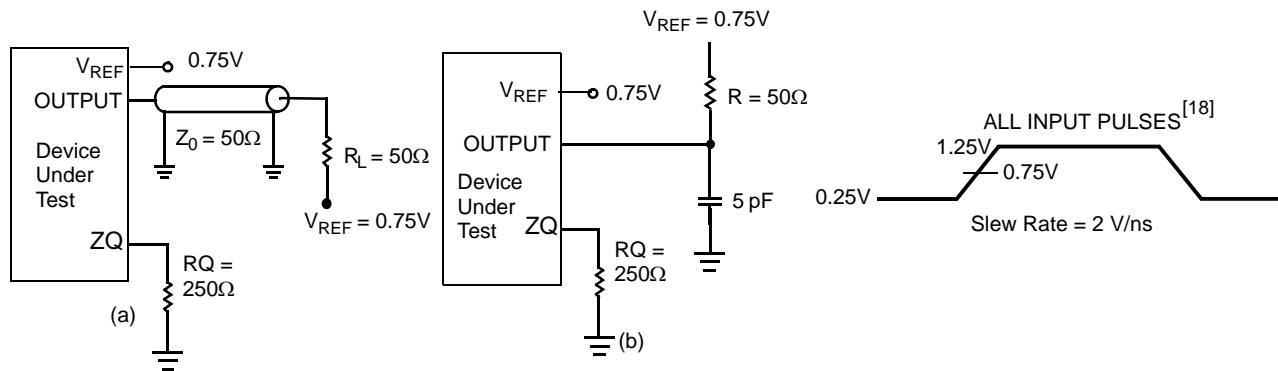 V_REF 0.75V
OUTPUT
Z_0 = 50Ω
Device
Under
Test
R_L = 50Ω
V_REF = 0.75V
ZQ
RQ =
250Ω
(a)
V_REF = 0.75V
V_REF 0.75V
R = 50Ω
OUTPUT
Device
Under
Test
5 pF
ZQ
RQ =
250Ω
(b)
ALL INPUT PULSES[18]
1.25V
0.75V
0.25V
Slew Rate = 2 V/ns